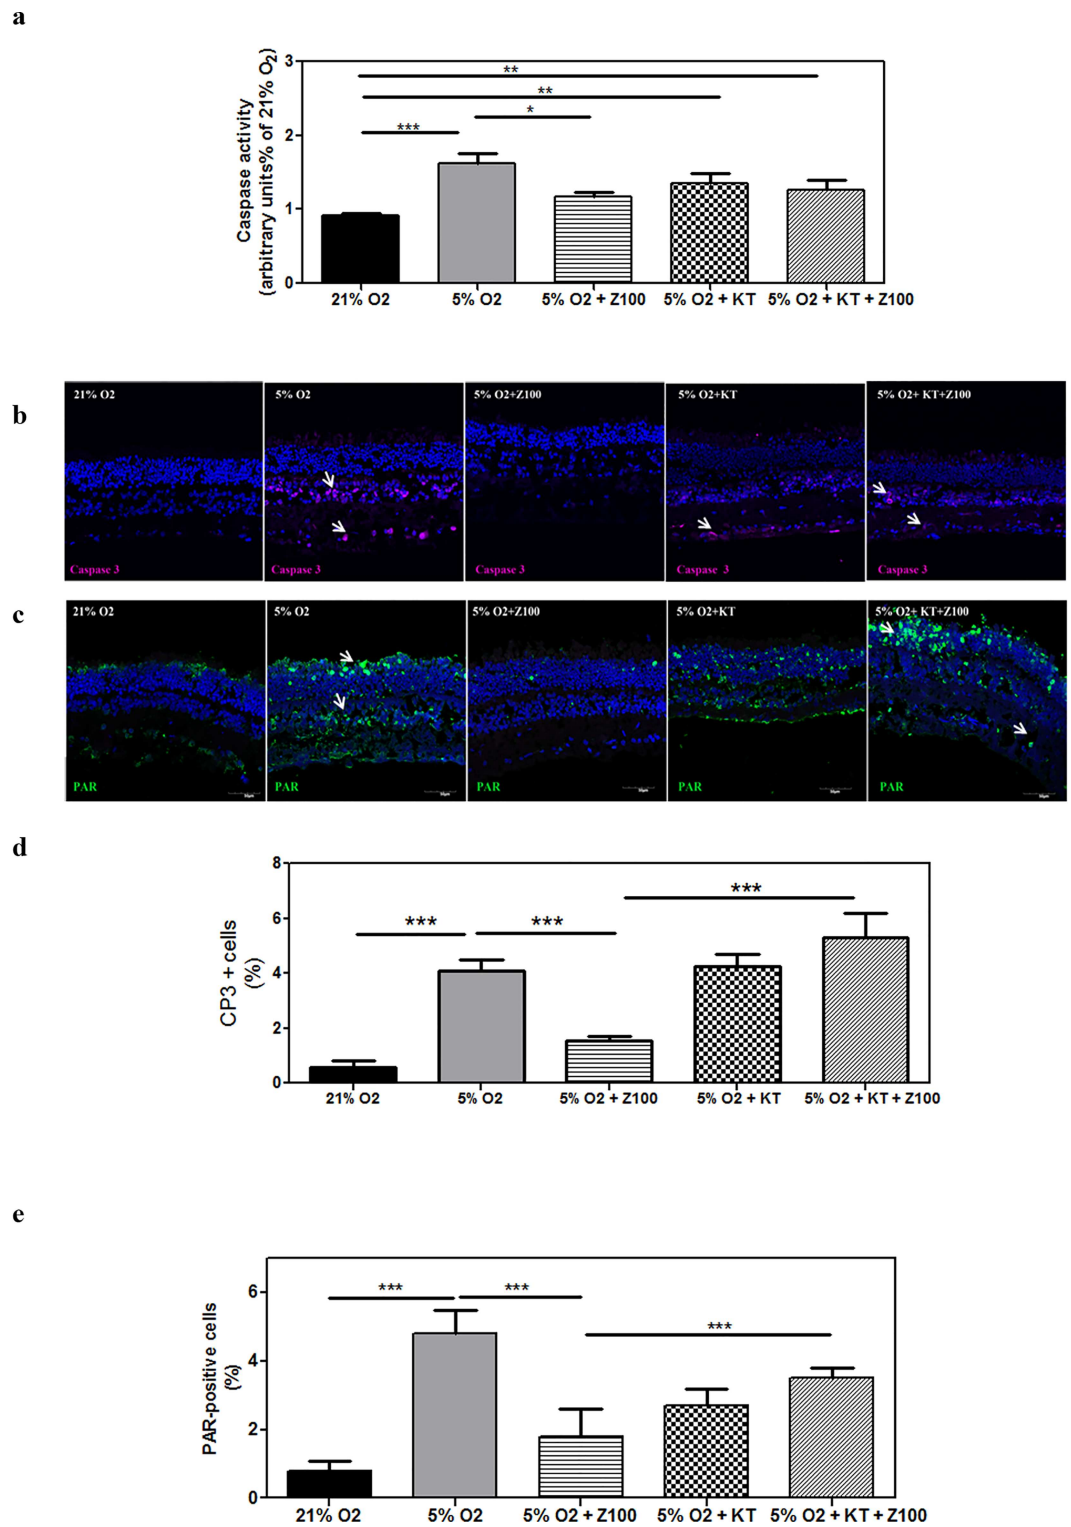 a
Caspase activity
(arbitrary units% of 21% O2)
3
2
1
0
**
**
*
***
21% O2
5% O2
5% O2 + Z100
5% O2 + KT
5% O2 + KT + Z100
b
21% O2
5% O2
5% O2+Z100
5% O2+KT
5% O2+ KT+Z100
Caspase 3
Caspase 3
Caspase 3
Caspase 3
Caspase 3
c
21% O2
5% O2
5% O2+Z100
5% O2+KT
5% O2+ KT+Z100
PAR
PAR
PAR
PAR
PAR
d
CP3 + cells
(%)
8
6
4
2
0
***
***
***
21% O2
5% O2
5% O2 + Z100
5% O2 + KT
5% O2 + KT + Z100
e
PAR-positive cells
(%)
6
4
2
0
***
***
***
21% O2
5% O2
5% O2 + Z100
5% O2 + KT
5% O2 + KT + Z100